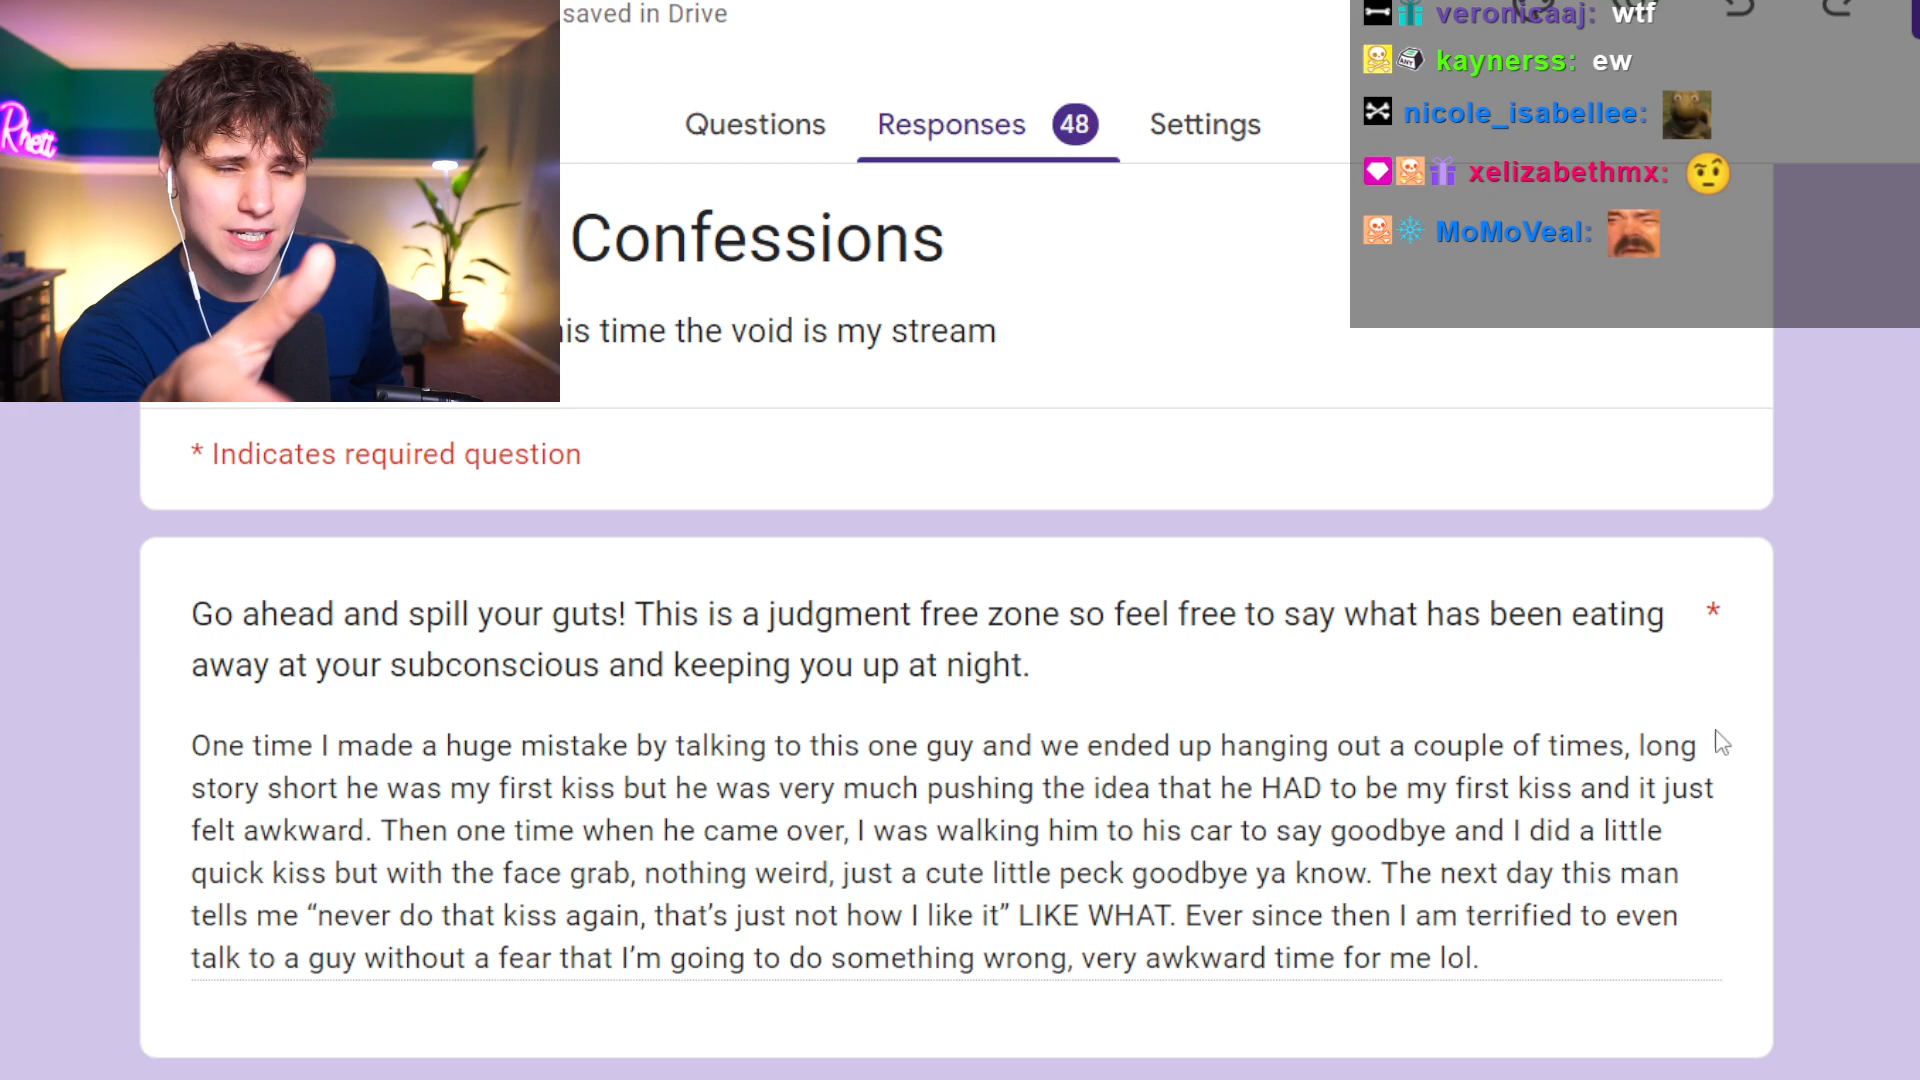 saved in Drive
Rhett
veronicaaj: wtf
kaynerss: ew
nicole_isabellee:
xelizabethmx:
MoMoVeal:
Questions
Responses
48
Settings
Confessions
is time the void is my stream
* Indicates required question
Go ahead and spill your guts! This is a judgment free zone so feel free to say what has been eating *
away at your subconscious and keeping you up at night.
One time I made a huge mistake by talking to this one guy and we ended up hanging out a couple of times, long
story short he was my first kiss but he was very much pushing the idea that he HAD to be my first kiss and it just
felt awkward. Then one time when he came over, I was walking him to his car to say goodbye and I did a little
quick kiss but with the face grab, nothing weird, just a cute little peck goodbye ya know. The next day this man
tells me “never do that kiss again, that’s just not how I like it” LIKE WHAT. Ever since then I am terrified to even
talk to a guy without a fear that I’m going to do something wrong, very awkward time for me lol.